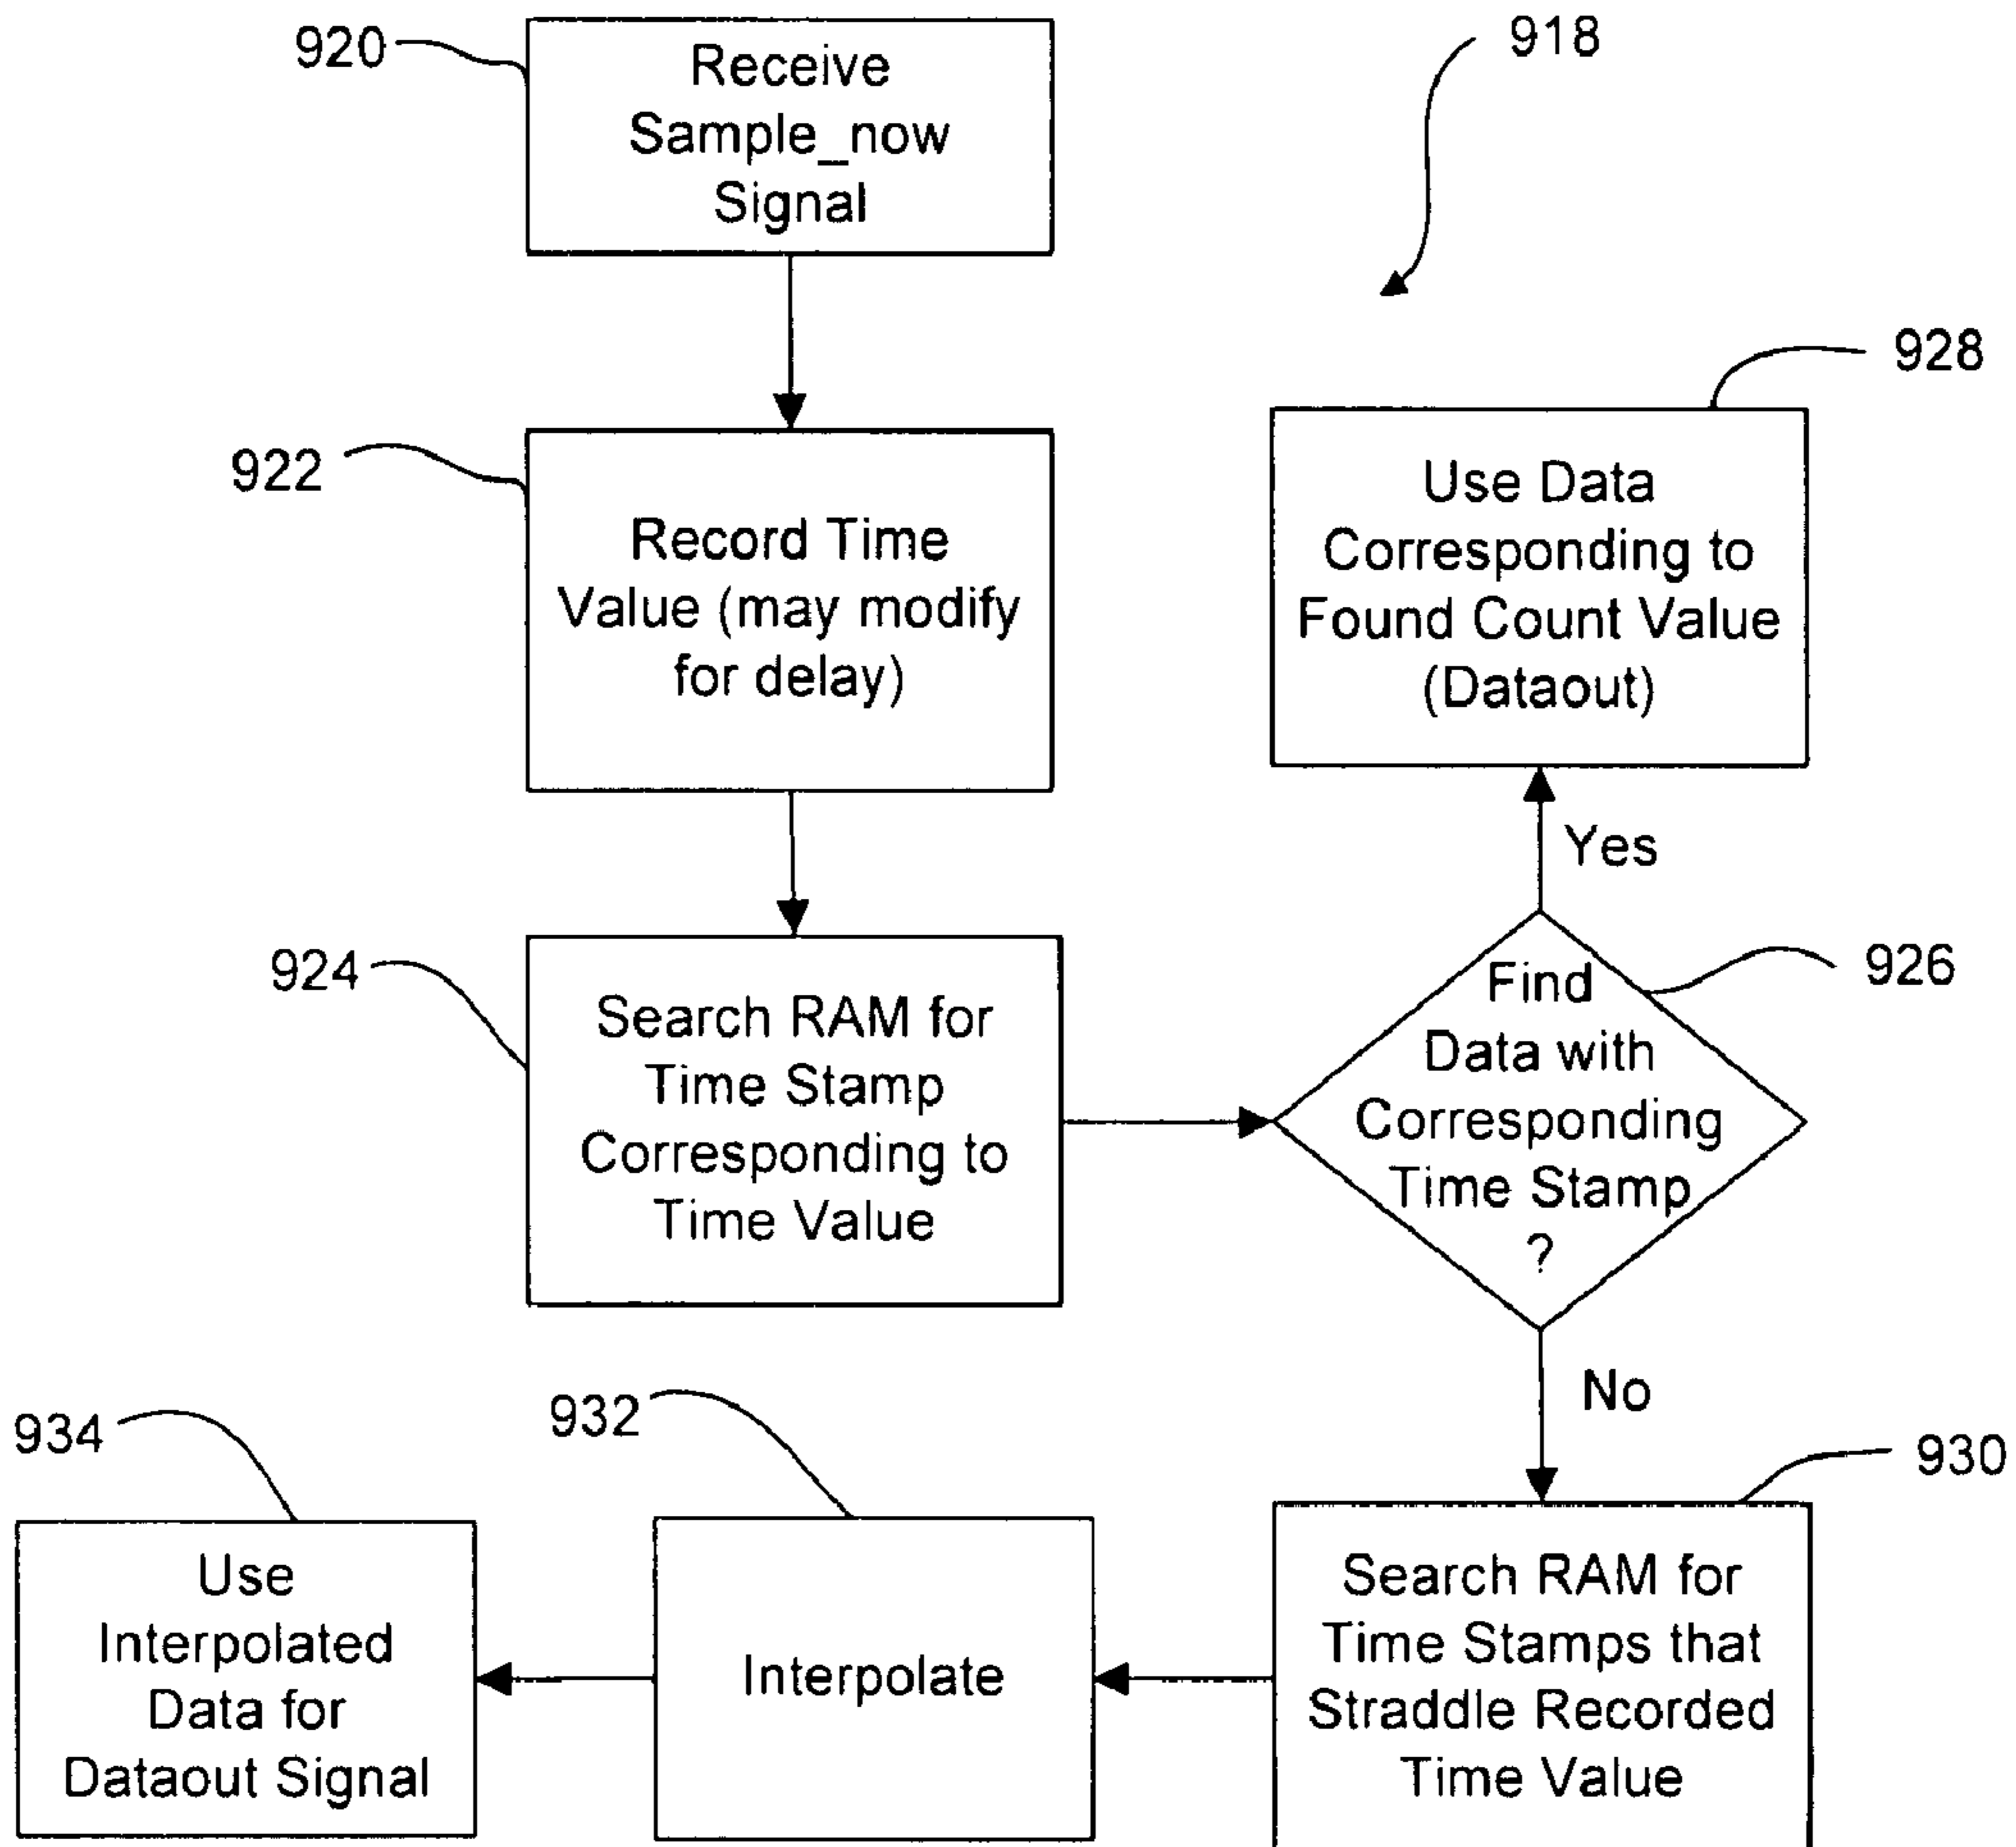 920
Receive
Sample_now
Signal
918
922
Record Time
Value (may modify
for delay)
928
Use Data
Corresponding to
Found Count Value
(Dataout)
Yes
924
Search RAM for
Time Stamp
Corresponding to
Time Value
926
Find
Data with
Corresponding
Time Stamp
?
No
930
Search RAM for
Time Stamps that
Straddle Recorded
Time Value
932
Interpolate
934
Use
Interpolated
Data for
Dataout Signal